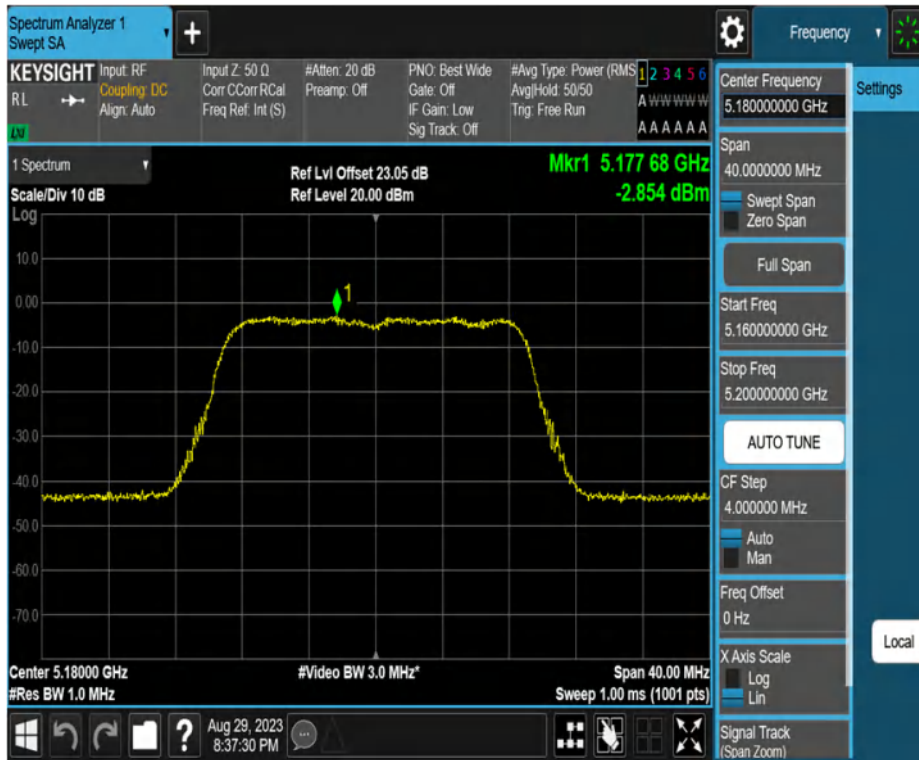 Spectrum Analyzer 1
Swept SA
Frequency
KEYSIGHT
RL
LXI
Input: RF
Coupling: DC
Align: Auto
Input Z: 50 Ω
Corr CCorr RCal
Freq Ref: Int (S)
#Atten: 20 dB
Preamp: Off
PNO: Best Wide
Gate: Off
IF Gain: Low
Sig Track: Off
#Avg Type: Power (RMS
Avg|Hold: 50/50
Trig: Free Run
1 2 3 4 5 6
A W W W W W
A A A A A A
1 Spectrum
Scale/Div 10 dB
Log
Ref Lvl Offset 23.05 dB
Ref Level 20.00 dBm
Mkr1 5.177 68 GHz
-2.854 dBm
1
10.0
0.00
-10.0
-20.0
-30.0
-40.0
-50.0
-60.0
-70.0
Center 5.18000 GHz
#Res BW 1.0 MHz
#Video BW 3.0 MHz*
Span 40.00 MHz
Sweep 1.00 ms (1001 pts)
?
Aug 29, 2023
8:37:30 PM
Center Frequency
5.180000000 GHz
Span
40.0000000 MHz
Swept Span
Zero Span
Full Span
Start Freq
5.160000000 GHz
Stop Freq
5.200000000 GHz
AUTO TUNE
CF Step
4.000000 MHz
Auto
Man
Freq Offset
0 Hz
X Axis Scale
Log
Lin
Signal Track
(Span Zoom)
Settings
Local